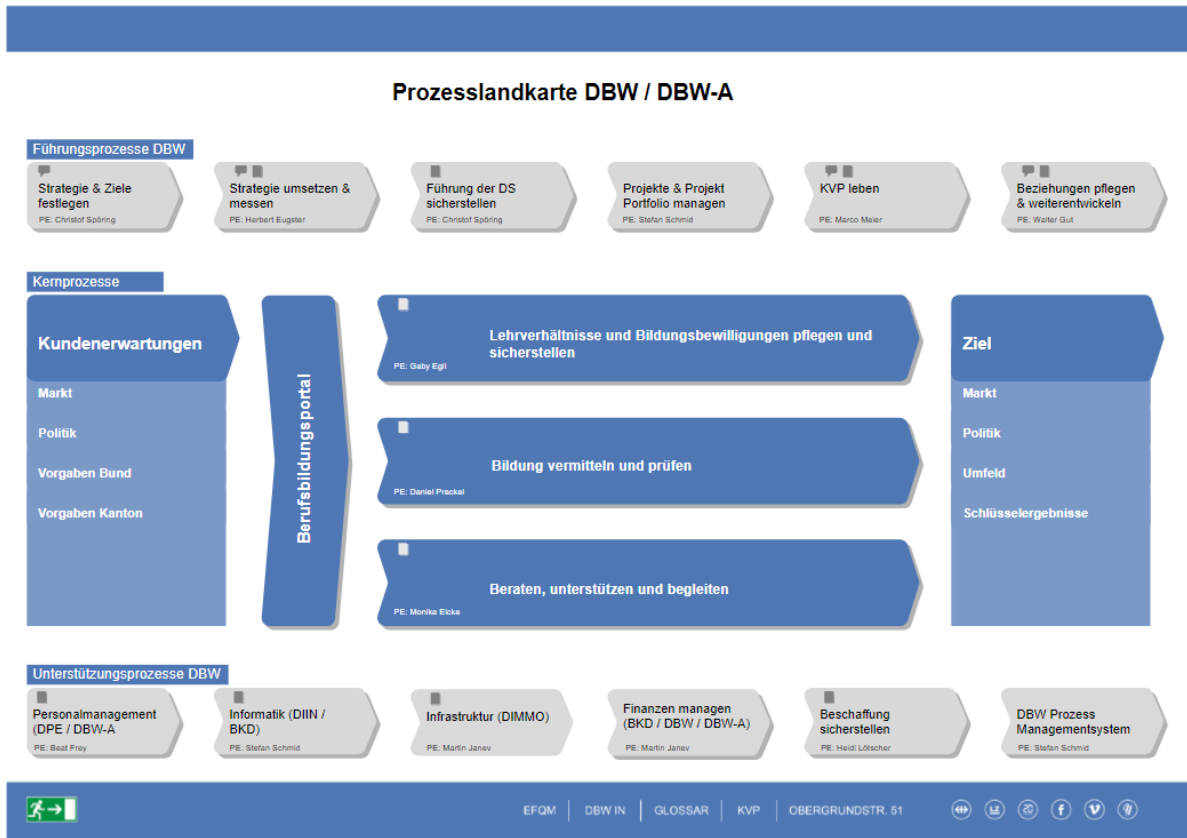 Prozesslandkarte DBW / DBW-A
Führungsprozesse DBW
Strategie & Ziele
festlegen
PE: Christof Spöring
Strategie umsetzen &
messen
PE: Herbert Eugster
Führung der DS
sicherstellen
PE: Christof Spöring
Projekte & Projekt
Portfolio managen
PE: Stefan Schmid
KVP leben
PE: Marco Meier
Beziehungen pflegen
& weiterentwickeln
PE: Walter Gut
Kernprozesse
Kundenerwartungen
Markt
Politik
Vorgaben Bund
Vorgaben Kanton
Berufsbildungsportal
Lehrverhältnisse und Bildungsbewilligungen pflegen und
sicherstellen
PE: Gaby Egli
Bildung vermitteln und prüfen
PE: Daniel Preckel
Beraten, unterstützen und begleiten
PE: Monika Eicke
Ziel
Markt
Politik
Umfeld
Schlüsselergebnisse
Unterstützungsprozesse DBW
Personalmanagement
(DPE / DBW-A
PE: Beat Frey
Informatik (DIIN /
BKD)
PE: Stefan Schmid
Infrastruktur (DIMMO)
PE: Martin Janev
Finanzen managen
(BKD / DBW / DBW-A)
PE: Martin Janev
Beschaffung
sicherstellen
PE: Heidi Lötscher
DBW Prozess
Managementsystem
PE: Stefan Schmid
EFQM
DBW IN
GLOSSAR
KVP
OBERGRUNDSTR. 51